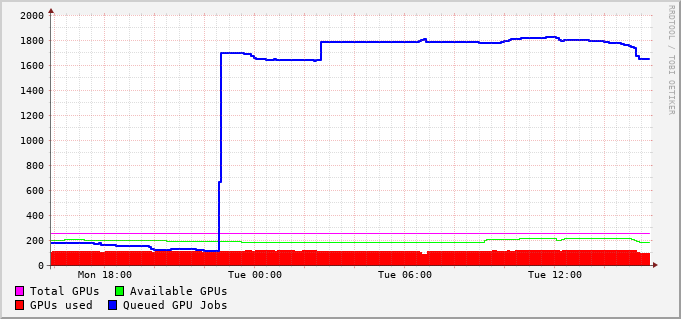 2000
1800
1600
1400
1200
1000
800
600
400
200
0
Mon 18:00 Tue 00:00 Tue 06:00 Tue 12:00
Total GPUs Available GPUs
GPUs used Queued GPU Jobs
RRDTOOL / TOBI OETIKER